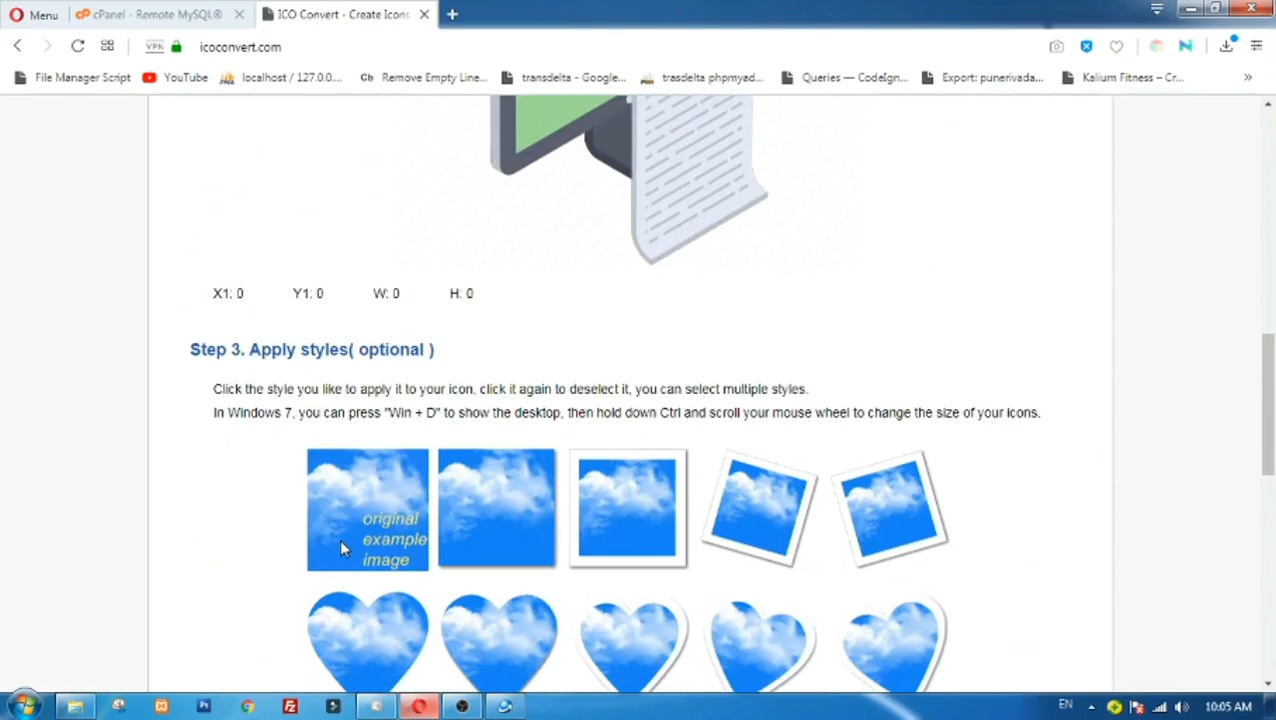 Menu
cPanel - Remote MySQL®
ICO Convert - Create Icons
VPN
icoconvert.com
File Manager Script
YouTube
localhost / 127.0.0....
Cb
Remove Empty Line...
transdelta - Google...
trasdelta phpmyad...
Queries — CodeIgn...
Export: punerivada...
Kalium Fitness – Cr...
X1: 0
Y1: 0
W: 0
H: 0
Step 3. Apply styles( optional )
Click the style you like to apply it to your icon, click it again to deselect it, you can select multiple styles.
In Windows 7, you can press "Win + D" to show the desktop, then hold down Ctrl and scroll your mouse wheel to change the size of your icons.
original
example
image
EN
10:05 AM